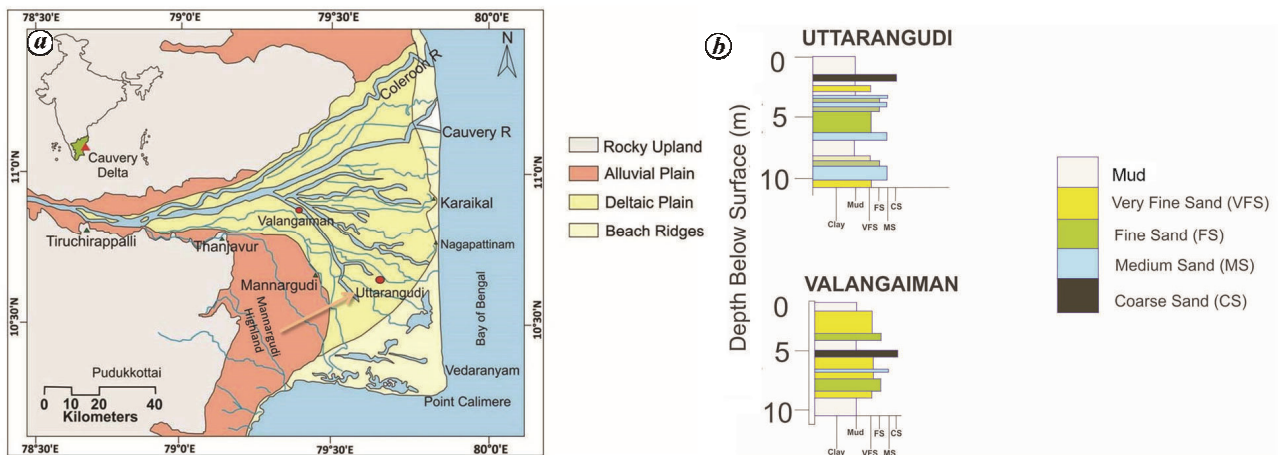 78°30'E
79°0'E
79°30'E
80°0'E
a
N
Coleroon R
Cauvery R
Cauvery
Delta
11°0'N
11°0'N
Karaikal
Valangaiman
Tiruchirappalli
Thanjavur
Nagapattinam
Mannargudi
Uttarangudi
Mannargudi
Highland
Bay of Bengal
10°30'N
10°30'N
Pudukkottai
Vedaranyam
Point Calimere
0 10 20 40
Kilometers
78°30'E
79°0'E
79°30'E
80°0'E
Rocky Upland
Alluvial Plain
Deltaic Plain
Beach Ridges
b
UTTARANGUDI
0
5
10
Mud
FS
CS
Clay
VFS
MS
Depth Below Surface (m)
VALANGAIMAN
0
5
10
Mud
FS
CS
Clay
VFS
MS
Mud
Very Fine Sand (VFS)
Fine Sand (FS)
Medium Sand (MS)
Coarse Sand (CS)